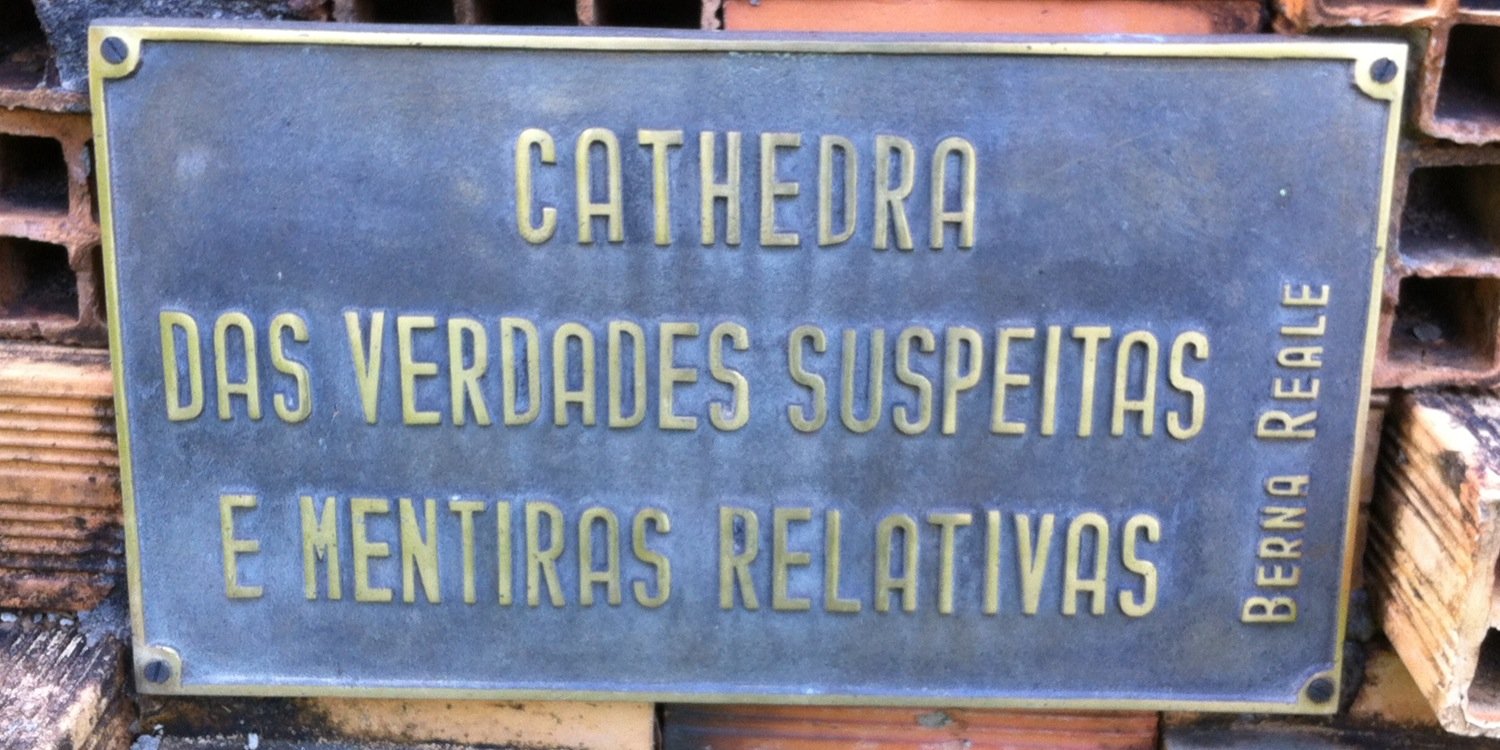 CATHEDRA
DAS VERDADES SUSPEITAS
E MENTIRAS RELATIVAS
BERNA REALE